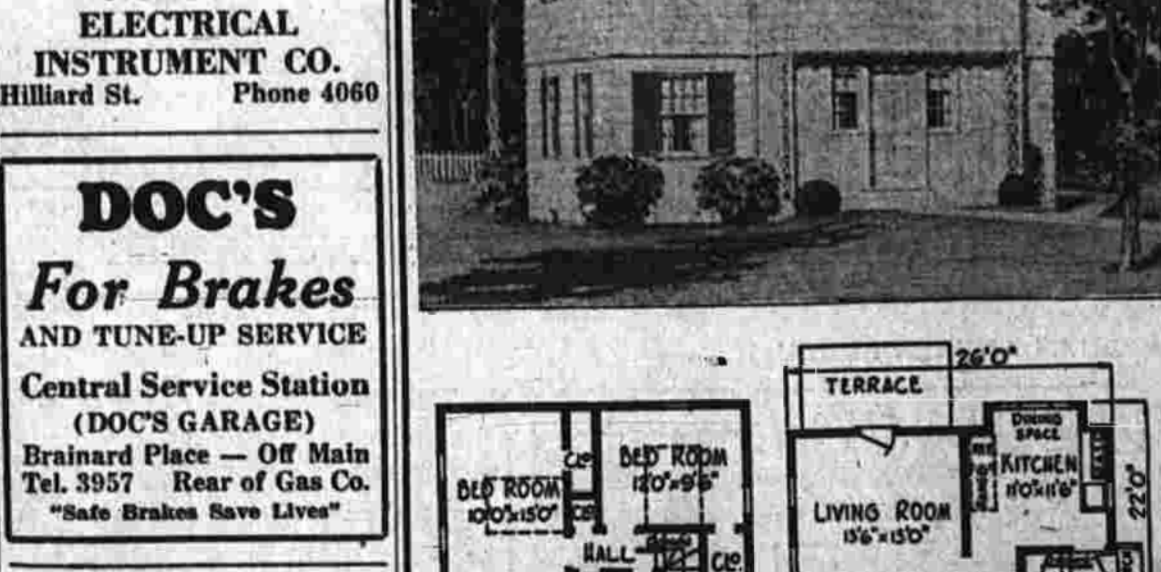 ELECTRICAL
INSTRUMENT CO.
Hilliard St. Phone 4060
DOC'S
For Brakes
AND TUNE-UP SERVICE
Central Service Station
(DOC'S GARAGE)
Brainard Place — Off Main
Tel. 3957 Rear of Gas Co.
"Safe Brakes Save Lives"
BED ROOM
10'0"x15'0"
CLO
BED ROOM
12'0"x9'6"
HALL
CLO.
26'0"
TERRACE
DINING
SPACE
KITCHEN
11'0"x11'6"
LIVING ROOM
13'6"x15'0"
22'0"